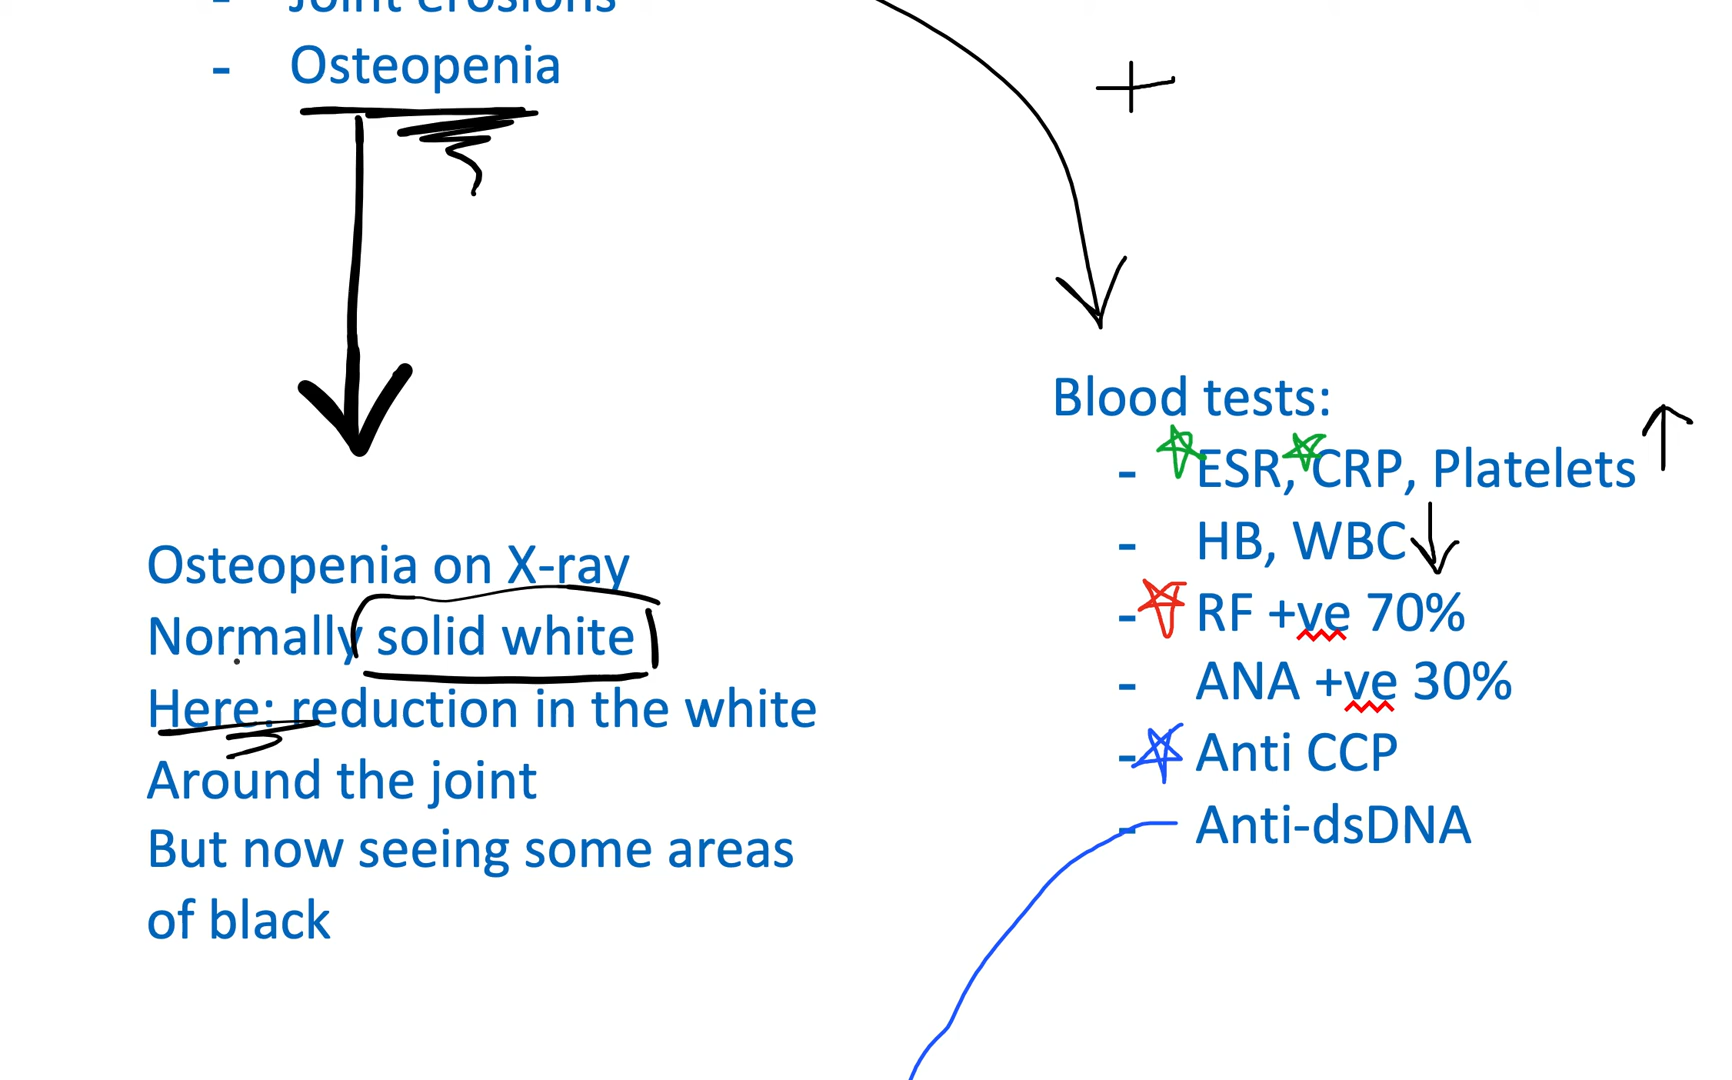 - Joint erosions
- Osteopenia
Osteopenia on X-ray
Normally solid white
Here: reduction in the white
Around the joint
But now seeing some areas
of black
Blood tests:
- ESR, CRP, Platelets
- HB, WBC
- RF +ve 70%
- ANA +ve 30%
- Anti CCP
- Anti-dsDNA